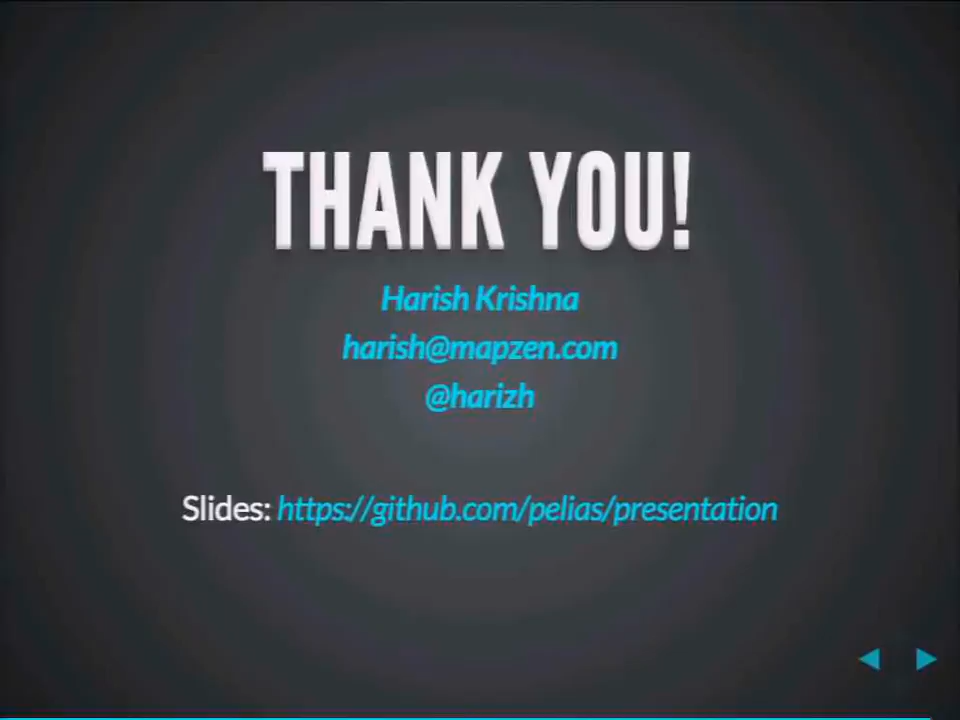 THANK YOU!
Harish Krishna
harish@mapzen.com
@harizh
Slides: https://github.com/pelias/presentation